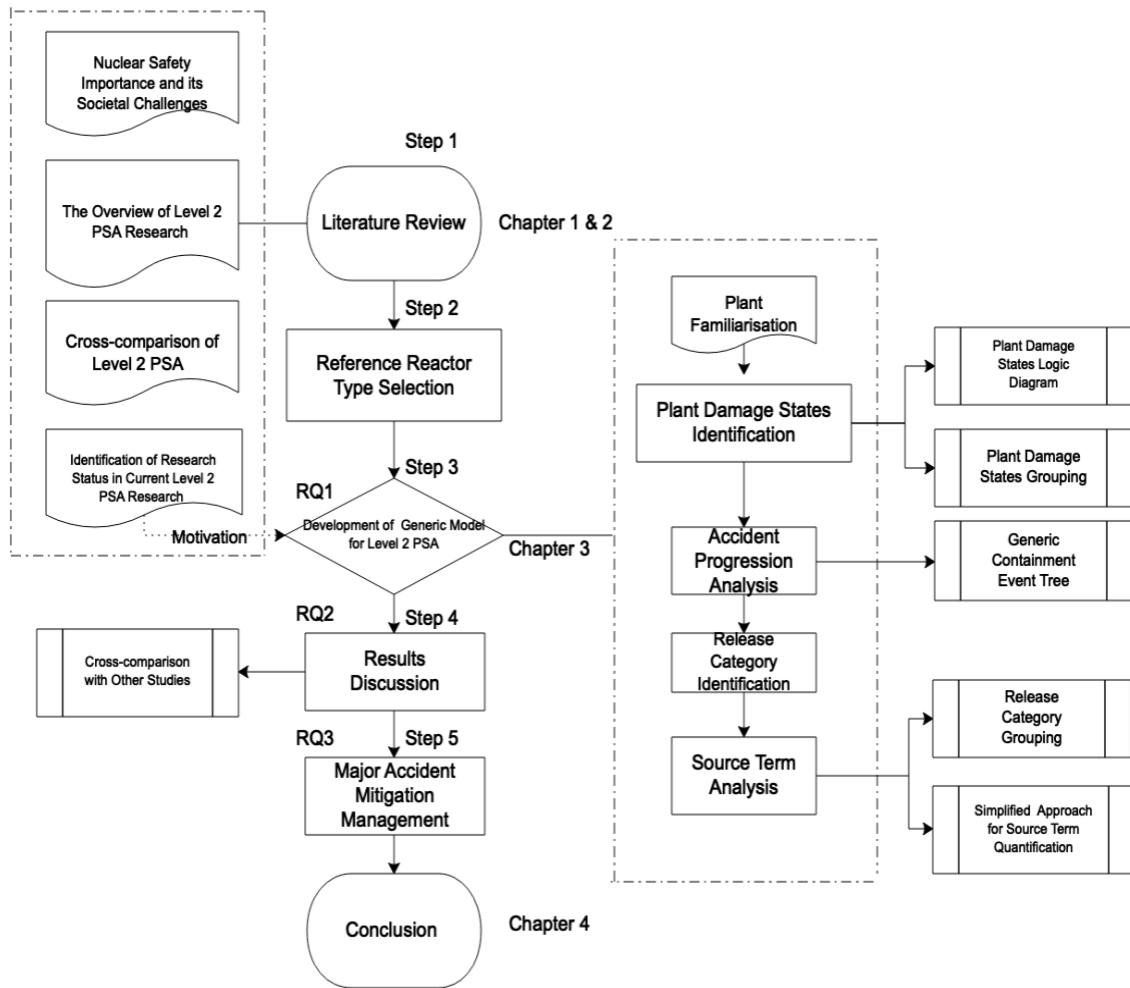 Nuclear Safety
Importance and its
Societal Challenges
The Overview of Level 2
PSA Research
Cross-comparison of
Level 2 PSA
Identification of Research
Status in Current Level 2
PSA Research
Motivation
Step 1
Literature Review
Chapter 1 & 2
Step 2
Reference Reactor
Type Selection
Step 3
RQ1
Development of Generic Model
for Level 2 PSA
Chapter 3
RQ2
Step 4
Results
Discussion
Cross-comparison
with Other Studies
RQ3
Step 5
Major Accident
Mitigation
Management
Conclusion
Chapter 4
Plant
Familiarisation
Plant Damage States
Identification
Plant Damage
States Logic
Diagram
Plant Damage
States Grouping
Accident
Progression
Analysis
Generic
Containment
Event Tree
Release
Category
Identification
Source Term
Analysis
Release
Category
Grouping
Simplified Approach
for Source Term
Quantification